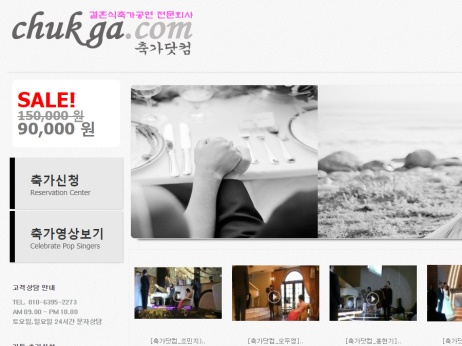 결혼식축가공연 전문회사
chukga.com
축가닷컴
SALE!
150,000 원
90,000 원
축가신청
Reservation Center
축가영상보기
Celebrate Pop Singers
고객상담 안내
TEL. 010-6395-2273
AM 09.00 ~ PM 10.00
토요일,일요일 24시간 문자상담
[축가닷컴_조민지]..
[축가닷컴_오두영]..
[축가닷컴_홍현기]..
[축가닷